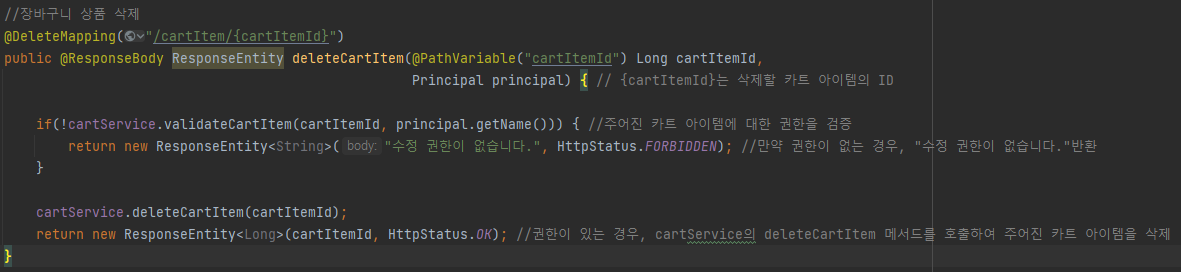 //장바구니 상품 삭제
@DeleteMapping("/cartItem/{cartItemId}")
public @ResponseBody ResponseEntity deleteCartItem(@PathVariable("cartItemId") Long cartItemId,
Principal principal) { // {cartItemId}는 삭제할 카트 아이템의 ID
if(!cartService.validateCartItem(cartItemId, principal.getName())) { //주어진 카트 아이템에 대한 권한을 검증
return new ResponseEntity<String>( body: "수정 권한이 없습니다.", HttpStatus.FORBIDDEN); //만약 권한이 없는 경우, "수정 권한이 없습니다."반환
}
cartService.deleteCartItem(cartItemId);
return new ResponseEntity<Long>(cartItemId, HttpStatus.OK); //권한이 있는 경우, cartService의 deleteCartItem 메서드를 호출하여 주어진 카트 아이템을 삭제
}